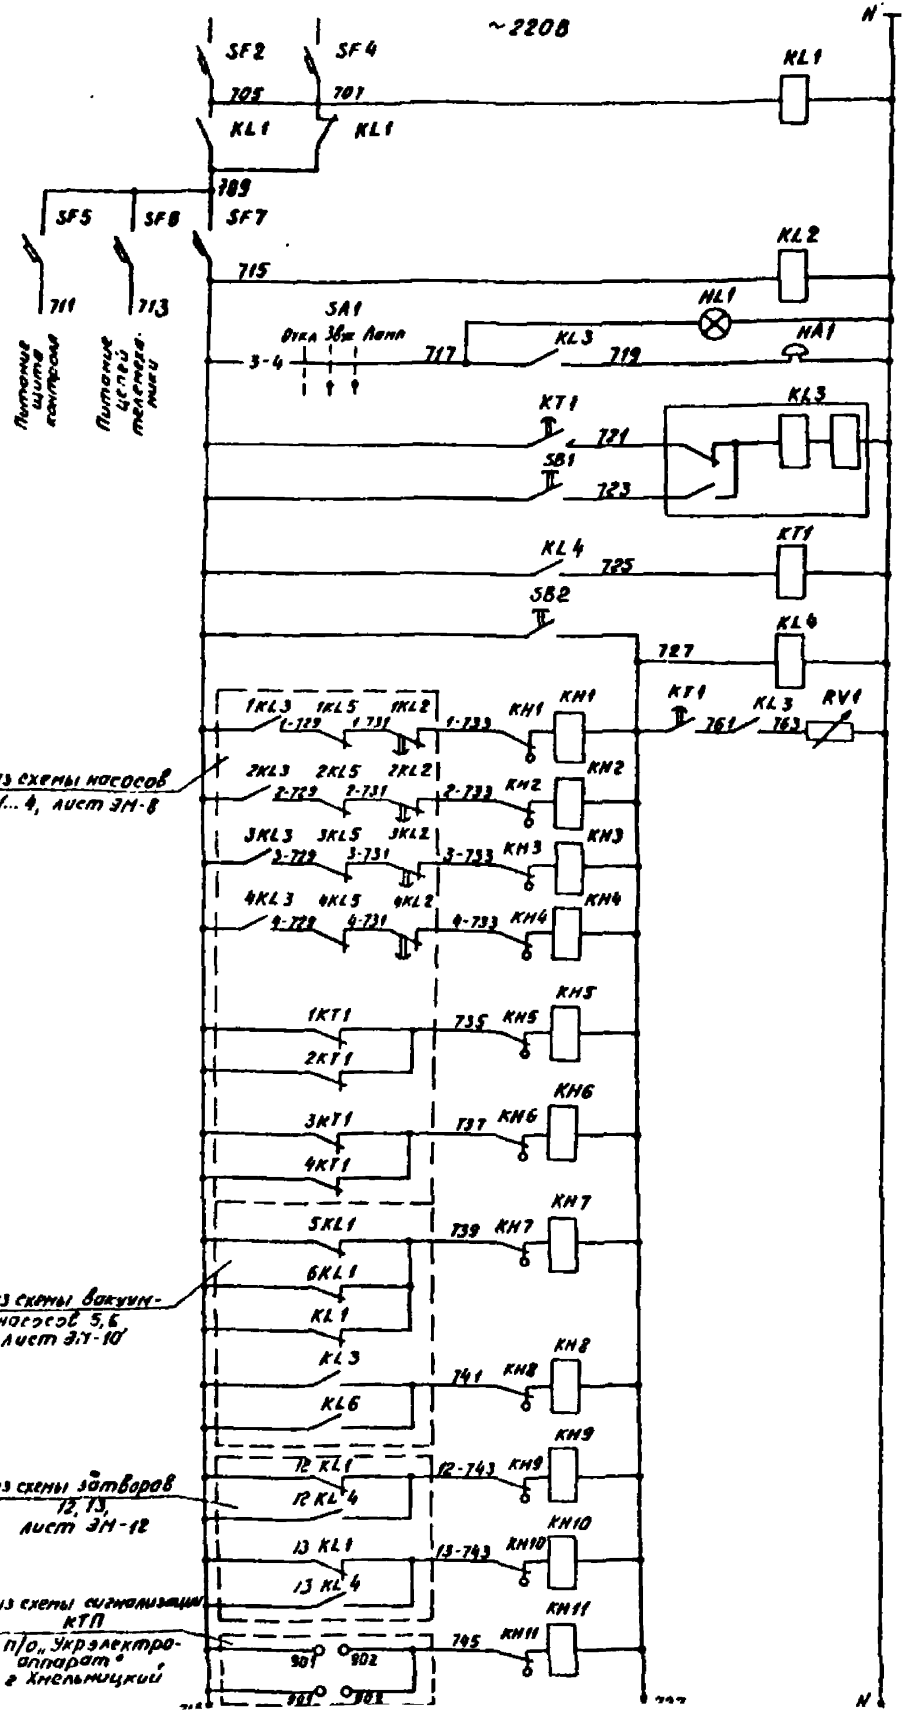 ~220В
N
SF2
SF4
KL1
705
701
KL1
KL1
709
SF5
SF6
SF7
KL2
711
713
715
HL1
SA1
Откл Звук Ламп
KL3
HA1
3-4
717
719
Питание
щита
контроля
Питание
цепей
телемеха-
ники
KT1
KL3
721
SB1
723
KL4
KT1
725
SB2
KL4
727
1KL3
1KL5
1KL2
KH1
KH1
KT1
KL3
RV1
1-729
1-731
1-733
761
763
из схемы насосов
1...4, лист ЭМ-8
2KL3
2KL5
2KL2
KH2
KH2
2-729
2-731
2-733
3KL3
3KL5
3KL2
KH3
KH3
3-729
3-731
3-733
4KL3
4KL5
4KL2
KH4
KH4
4-729
4-731
4-733
1KT1
735
KH5
KH5
2KT1
3KT1
737
KH6
KH6
4KT1
5KL1
739
KH7
KH7
6KL1
KL1
из схемы вакуум-
насосов 5,6
лист ЭМ-10
KL3
741
KH8
KH8
KL6
12 KL1
12-743
KH9
KH9
12 KL4
из схемы затворов
12, 13,
лист ЭМ-12
13 KL1
13-743
KH10
KH10
13 KL4
из схемы сигнализации
КТП
п/о „Укрэлектро-
аппарат"
г Хмельницкий
745
KH11
KH11
901
902
901
902
727
N